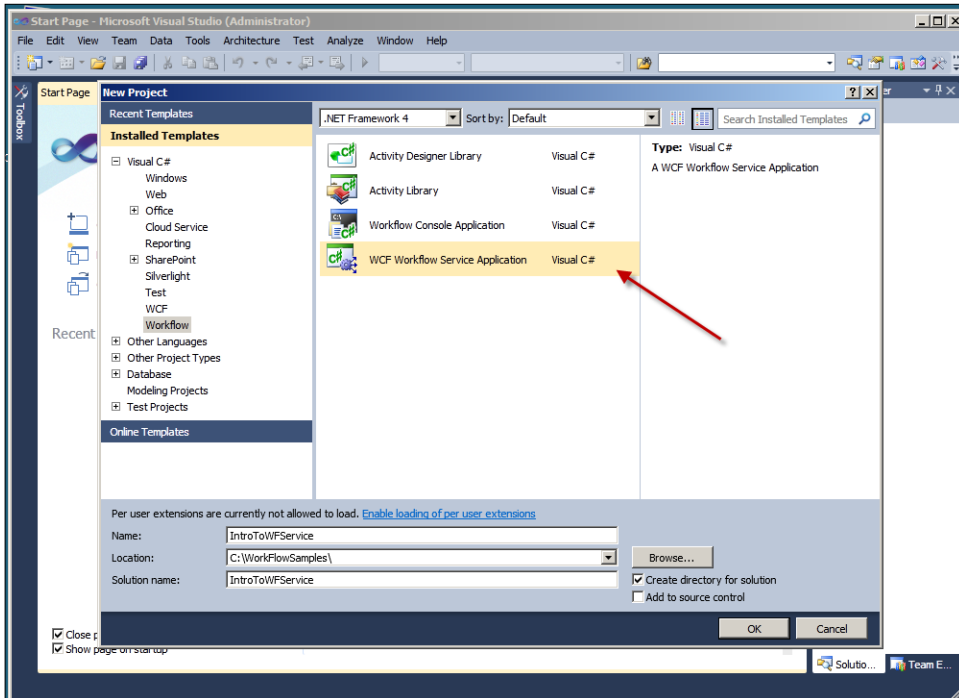 Start Page - Microsoft Visual Studio (Administrator)
File Edit View Team Data Tools Architecture Test Analyze Window Help
Toolbox
Start Page
New Project
er
Recent Templates
Installed Templates
.NET Framework 4
Sort by: Default
Search Installed Templates
Visual C#
Windows
Web
Office
Cloud Service
Reporting
SharePoint
Silverlight
Test
WCF
Workflow
Other Languages
Other Project Types
Database
Modeling Projects
Test Projects
Online Templates
Activity Designer Library Visual C#
Activity Library Visual C#
Workflow Console Application Visual C#
WCF Workflow Service Application Visual C#
Type: Visual C#
A WCF Workflow Service Application
Recent
Per user extensions are currently not allowed to load. Enable loading of per user extensions
Name: IntroToWFService
Location: C:\WorkFlowSamples\
Browse...
Solution name: IntroToWFService
Create directory for solution
Add to source control
OK Cancel
Close p
Show page on startup
Solutio... Team E...